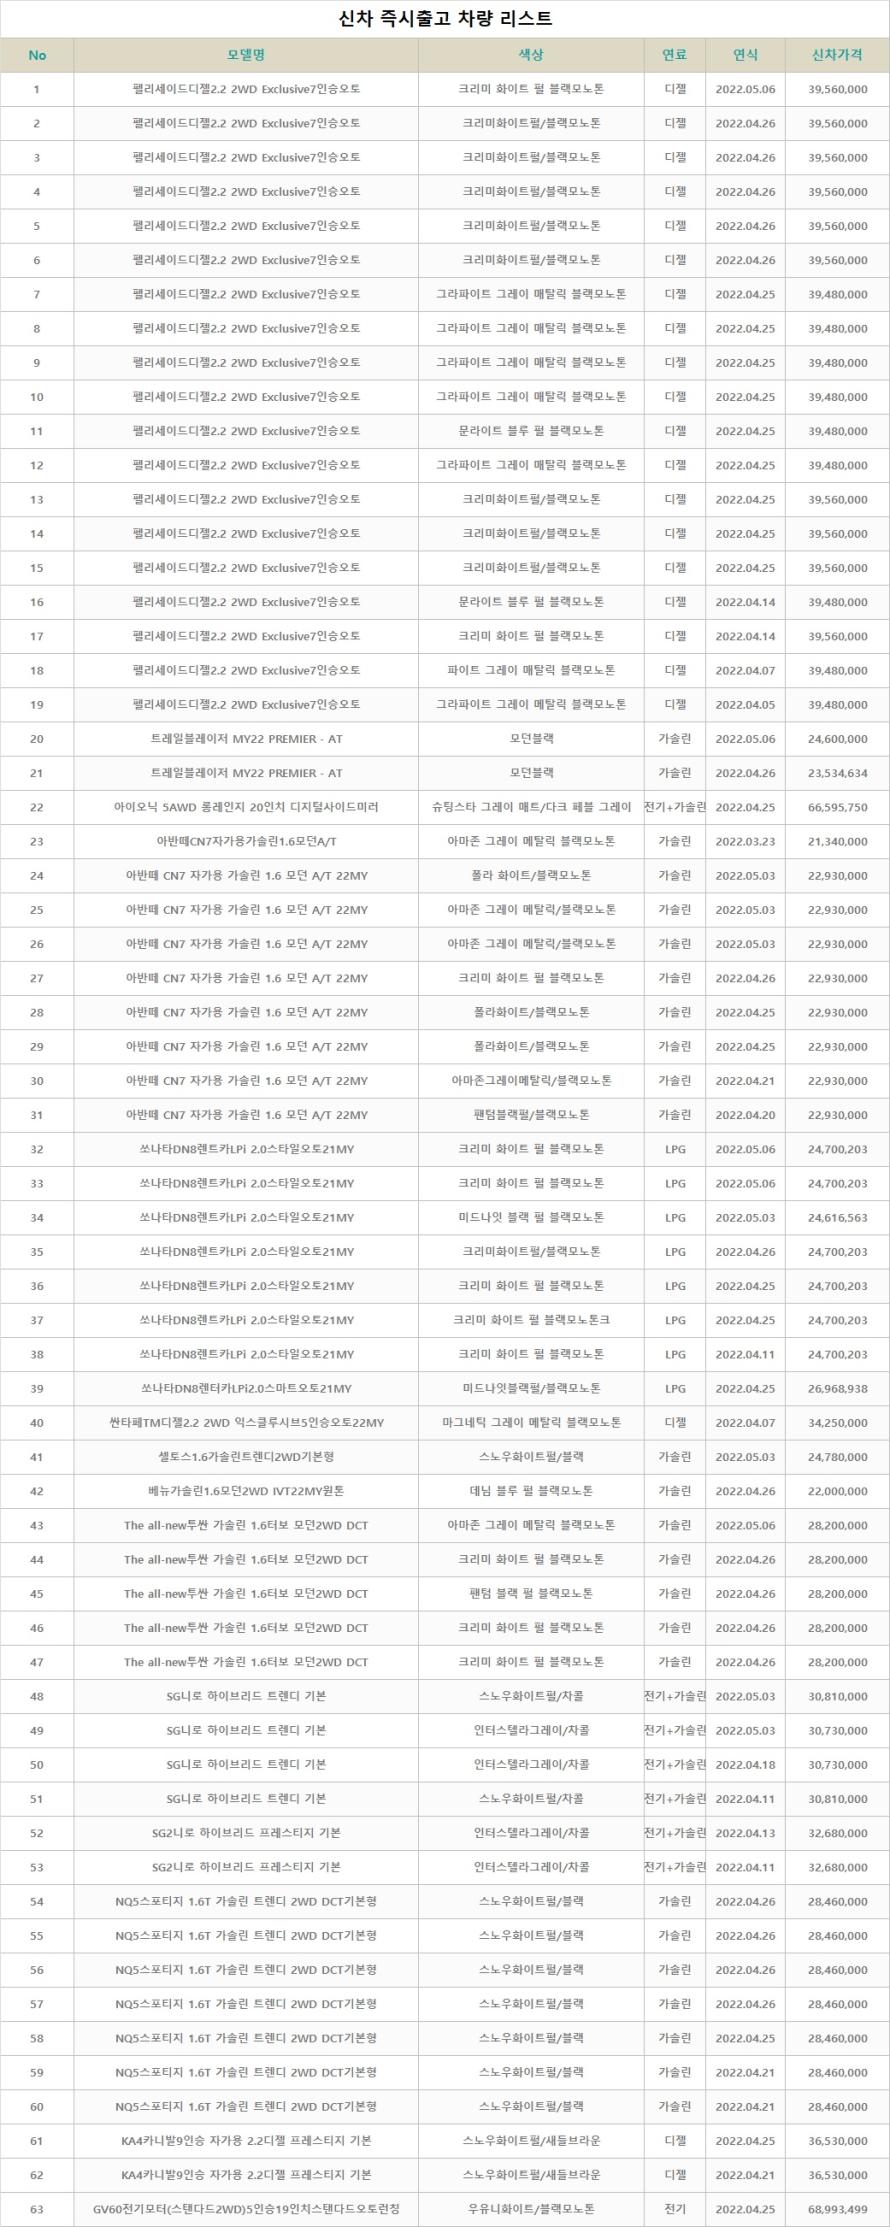 신차 즉시출고 차량 리스트
No 모델명 색상 연료 연식 신차가격
1 펠리세이드디젤2.2 2WD Exclusive7인승오토 크리미 화이트 펄 블랙모노톤 디젤 2022.05.06 39,560,000
2 펠리세이드디젤2.2 2WD Exclusive7인승오토 크리미화이트펄/블랙모노톤 디젤 2022.04.26 39,560,000
3 펠리세이드디젤2.2 2WD Exclusive7인승오토 크리미화이트펄/블랙모노톤 디젤 2022.04.26 39,560,000
4 펠리세이드디젤2.2 2WD Exclusive7인승오토 크리미화이트펄/블랙모노톤 디젤 2022.04.26 39,560,000
5 펠리세이드디젤2.2 2WD Exclusive7인승오토 크리미화이트펄/블랙모노톤 디젤 2022.04.26 39,560,000
6 펠리세이드디젤2.2 2WD Exclusive7인승오토 크리미화이트펄/블랙모노톤 디젤 2022.04.26 39,560,000
7 펠리세이드디젤2.2 2WD Exclusive7인승오토 그라파이트 그레이 매탈릭 블랙모노톤 디젤 2022.04.25 39,480,000
8 펠리세이드디젤2.2 2WD Exclusive7인승오토 그라파이트 그레이 매탈릭 블랙모노톤 디젤 2022.04.25 39,480,000
9 펠리세이드디젤2.2 2WD Exclusive7인승오토 그라파이트 그레이 매탈릭 블랙모노톤 디젤 2022.04.25 39,480,000
10 펠리세이드디젤2.2 2WD Exclusive7인승오토 그라파이트 그레이 매탈릭 블랙모노톤 디젤 2022.04.25 39,480,000
11 펠리세이드디젤2.2 2WD Exclusive7인승오토 문라이트 블루 펄 블랙모노톤 디젤 2022.04.25 39,480,000
12 펠리세이드디젤2.2 2WD Exclusive7인승오토 그라파이트 그레이 매탈릭 블랙모노톤 디젤 2022.04.25 39,480,000
13 펠리세이드디젤2.2 2WD Exclusive7인승오토 크리미화이트펄/블랙모노톤 디젤 2022.04.25 39,560,000
14 펠리세이드디젤2.2 2WD Exclusive7인승오토 크리미화이트펄/블랙모노톤 디젤 2022.04.25 39,560,000
15 펠리세이드디젤2.2 2WD Exclusive7인승오토 크리미화이트펄/블랙모노톤 디젤 2022.04.25 39,560,000
16 펠리세이드디젤2.2 2WD Exclusive7인승오토 문라이트 블루 펄 블랙모노톤 디젤 2022.04.14 39,480,000
17 펠리세이드디젤2.2 2WD Exclusive7인승오토 크리미 화이트 펄 블랙모노톤 디젤 2022.04.14 39,560,000
18 펠리세이드디젤2.2 2WD Exclusive7인승오토 파이트 그레이 매탈릭 블랙모노톤 디젤 2022.04.07 39,480,000
19 펠리세이드디젤2.2 2WD Exclusive7인승오토 그라파이트 그레이 메탈릭 블랙모노톤 디젤 2022.04.05 39,480,000
20 트레일블레이저 MY22 PREMIER - AT 모던블랙 가솔린 2022.05.06 24,600,000
21 트레일블레이저 MY22 PREMIER - AT 모던블랙 가솔린 2022.04.26 23,534,634
22 아이오닉 5AWD 롱레인지 20인치 디지털사이드미러 슈팅스타 그레이 매트/다크 페블 그레이 전기+가솔린 2022.04.25 66,595,750
23 아반떼CN7자가용가솔린1.6모던A/T 아마존 그레이 메탈릭 블랙모노톤 가솔린 2022.03.23 21,340,000
24 아반떼 CN7 자가용 가솔린 1.6 모던 A/T 22MY 폴라 화이트/블랙모노톤 가솔린 2022.05.03 22,930,000
25 아반떼 CN7 자가용 가솔린 1.6 모던 A/T 22MY 아마존 그레이 메탈릭/블랙모노톤 가솔린 2022.05.03 22,930,000
26 아반떼 CN7 자가용 가솔린 1.6 모던 A/T 22MY 아마존 그레이 메탈릭/블랙모노톤 가솔린 2022.05.03 22,930,000
27 아반떼 CN7 자가용 가솔린 1.6 모던 A/T 22MY 크리미 화이트 펄 블랙모노톤 가솔린 2022.04.26 22,930,000
28 아반떼 CN7 자가용 가솔린 1.6 모던 A/T 22MY 폴라화이트/블랙모노톤 가솔린 2022.04.25 22,930,000
29 아반떼 CN7 자가용 가솔린 1.6 모던 A/T 22MY 폴라화이트/블랙모노톤 가솔린 2022.04.25 22,930,000
30 아반떼 CN7 자가용 가솔린 1.6 모던 A/T 22MY 아마존그레이메탈릭/블랙모노톤 가솔린 2022.04.21 22,930,000
31 아반떼 CN7 자가용 가솔린 1.6 모던 A/T 22MY 팬텀블랙펄/블랙모노톤 가솔린 2022.04.20 22,930,000
32 쏘나타DN8렌트카LPi 2.0스타일오토21MY 크리미 화이트 펄 블랙모노톤 LPG 2022.05.06 24,700,203
33 쏘나타DN8렌트카LPi 2.0스타일오토21MY 크리미 화이트 펄 블랙모노톤 LPG 2022.05.06 24,700,203
34 쏘나타DN8렌트카LPi 2.0스타일오토21MY 미드나잇 블랙 펄 블랙모노톤 LPG 2022.05.03 24,616,563
35 쏘나타DN8렌트카LPi 2.0스타일오토21MY 크리미화이트펄/블랙모노톤 LPG 2022.04.26 24,700,203
36 쏘나타DN8렌트카LPi 2.0스타일오토21MY 크리미 화이트 펄 블랙모노톤 LPG 2022.04.25 24,700,203
37 쏘나타DN8렌트카LPi 2.0스타일오토21MY 크리미 화이트 펄 블랙모노톤크 LPG 2022.04.25 24,700,203
38 쏘나타DN8렌트카LPi 2.0스타일오토21MY 크리미 화이트 펄 블랙모노톤 LPG 2022.04.11 24,700,203
39 쏘나타DN8렌터카LPi2.0스마트오토21MY 미드나잇블랙펄/블랙모노톤 LPG 2022.04.25 26,968,938
40 싼타페TM디젤2.2 2WD 익스클루시브5인승오토22MY 마그네틱 그레이 메탈릭 블랙모노톤 디젤 2022.04.07 34,250,000
41 셀토스1.6가솔린트렌디2WD기본형 스노우화이트펄/블랙 가솔린 2022.05.03 24,780,000
42 베뉴가솔린1.6모던2WD IVT22MY원톤 데님 블루 펄 블랙모노톤 가솔린 2022.04.26 22,000,000
43 The all-new투싼 가솔린 1.6터보 모던2WD DCT 아마존 그레이 메탈릭 블랙모노톤 가솔린 2022.05.06 28,200,000
44 The all-new투싼 가솔린 1.6터보 모던2WD DCT 크리미 화이트 펄 블랙모노톤 가솔린 2022.04.26 28,200,000
45 The all-new투싼 가솔린 1.6터보 모던2WD DCT 팬텀 블랙 펄 블랙모노톤 가솔린 2022.04.26 28,200,000
46 The all-new투싼 가솔린 1.6터보 모던2WD DCT 크리미 화이트 펄 블랙모노톤 가솔린 2022.04.26 28,200,000
47 The all-new투싼 가솔린 1.6터보 모던2WD DCT 크리미 화이트 펄 블랙모노톤 가솔린 2022.04.26 28,200,000
48 SG니로 하이브리드 트렌디 기본 스노우화이트펄/차콜 전기+가솔린 2022.05.03 30,810,000
49 SG니로 하이브리드 트렌디 기본 인터스텔라그레이/차콜 전기+가솔린 2022.05.03 30,730,000
50 SG니로 하이브리드 트렌디 기본 인터스텔라그레이/차콜 전기+가솔린 2022.04.18 30,730,000
51 SG니로 하이브리드 트렌디 기본 스노우화이트펄/차콜 전기+가솔린 2022.04.11 30,810,000
52 SG2니로 하이브리드 프레스티지 기본 인터스텔라그레이/차콜 전기+가솔린 2022.04.13 32,680,000
53 SG2니로 하이브리드 프레스티지 기본 인터스텔라그레이/차콜 전기+가솔린 2022.04.11 32,680,000
54 NQ5스포티지 1.6T 가솔린 트렌디 2WD DCT기본형 스노우화이트펄/블랙 가솔린 2022.04.26 28,460,000
55 NQ5스포티지 1.6T 가솔린 트렌디 2WD DCT기본형 스노우화이트펄/블랙 가솔린 2022.04.26 28,460,000
56 NQ5스포티지 1.6T 가솔린 트렌디 2WD DCT기본형 스노우화이트펄/블랙 가솔린 2022.04.26 28,460,000
57 NQ5스포티지 1.6T 가솔린 트렌디 2WD DCT기본형 스노우화이트펄/블랙 가솔린 2022.04.26 28,460,000
58 NQ5스포티지 1.6T 가솔린 트렌디 2WD DCT기본형 스노우화이트펄/블랙 가솔린 2022.04.25 28,460,000
59 NQ5스포티지 1.6T 가솔린 트렌디 2WD DCT기본형 스노우화이트펄/블랙 가솔린 2022.04.21 28,460,000
60 NQ5스포티지 1.6T 가솔린 트렌디 2WD DCT기본형 스노우화이트펄/블랙 가솔린 2022.04.21 28,460,000
61 KA4카니발9인승 자가용 2.2디젤 프레스티지 기본 스노우화이트펄/새들브라운 디젤 2022.04.25 36,530,000
62 KA4카니발9인승 자가용 2.2디젤 프레스티지 기본 스노우화이트펄/새들브라운 디젤 2022.04.21 36,530,000
63 GV60전기모터(스탠다드2WD)5인승19인치스탠다드오토런칭 우유니화이트/블랙모노톤 전기 2022.04.25 68,993,499